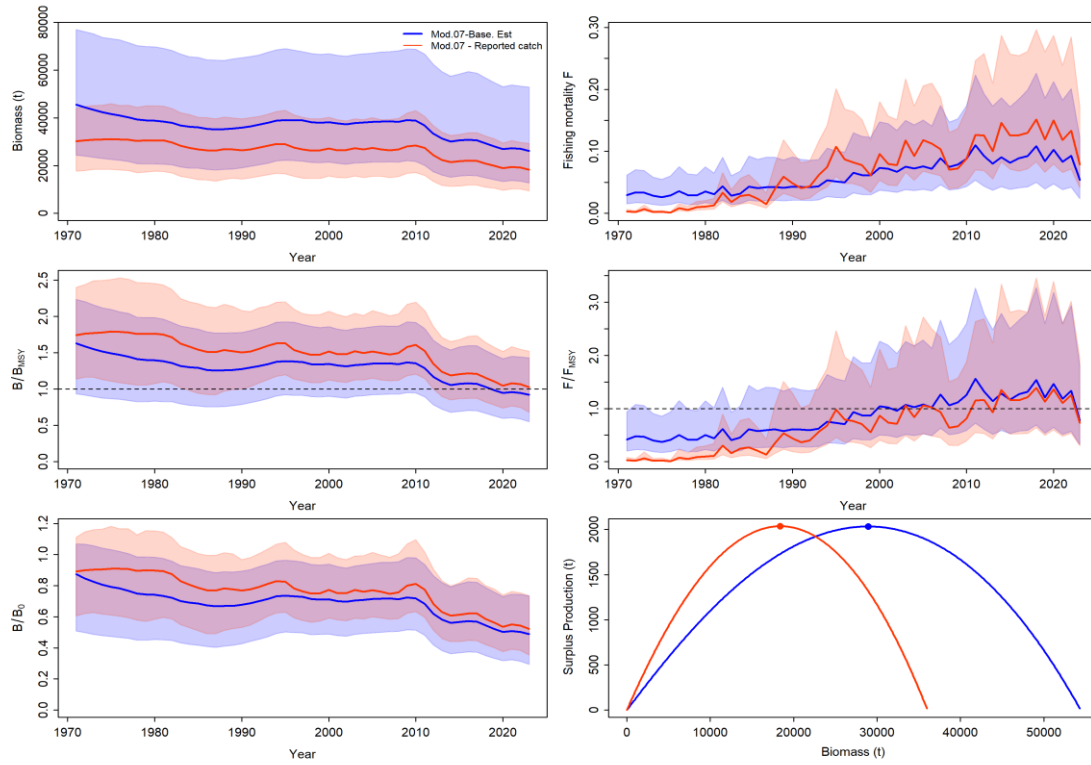 Mod.07-Base. Est
Mod.07 - Reported catch
Biomass (t)
0 20000 40000 60000 80000
1970 1980 1990 2000 2010 2020
Year
Fishing mortality F
0.00 0.10 0.20 0.30
1970 1980 1990 2000 2010 2020
Year
B/BMSY
0.0 0.5 1.0 1.5 2.0 2.5
1970 1980 1990 2000 2010 2020
Year
F/FMSY
0.0 1.0 2.0 3.0
1970 1980 1990 2000 2010 2020
Year
B/B0
0.0 0.2 0.4 0.6 0.8 1.0 1.2
1970 1980 1990 2000 2010 2020
Year
Surplus Production (t)
0 500 1000 1500 2000
0 10000 20000 30000 40000 50000
Biomass (t)